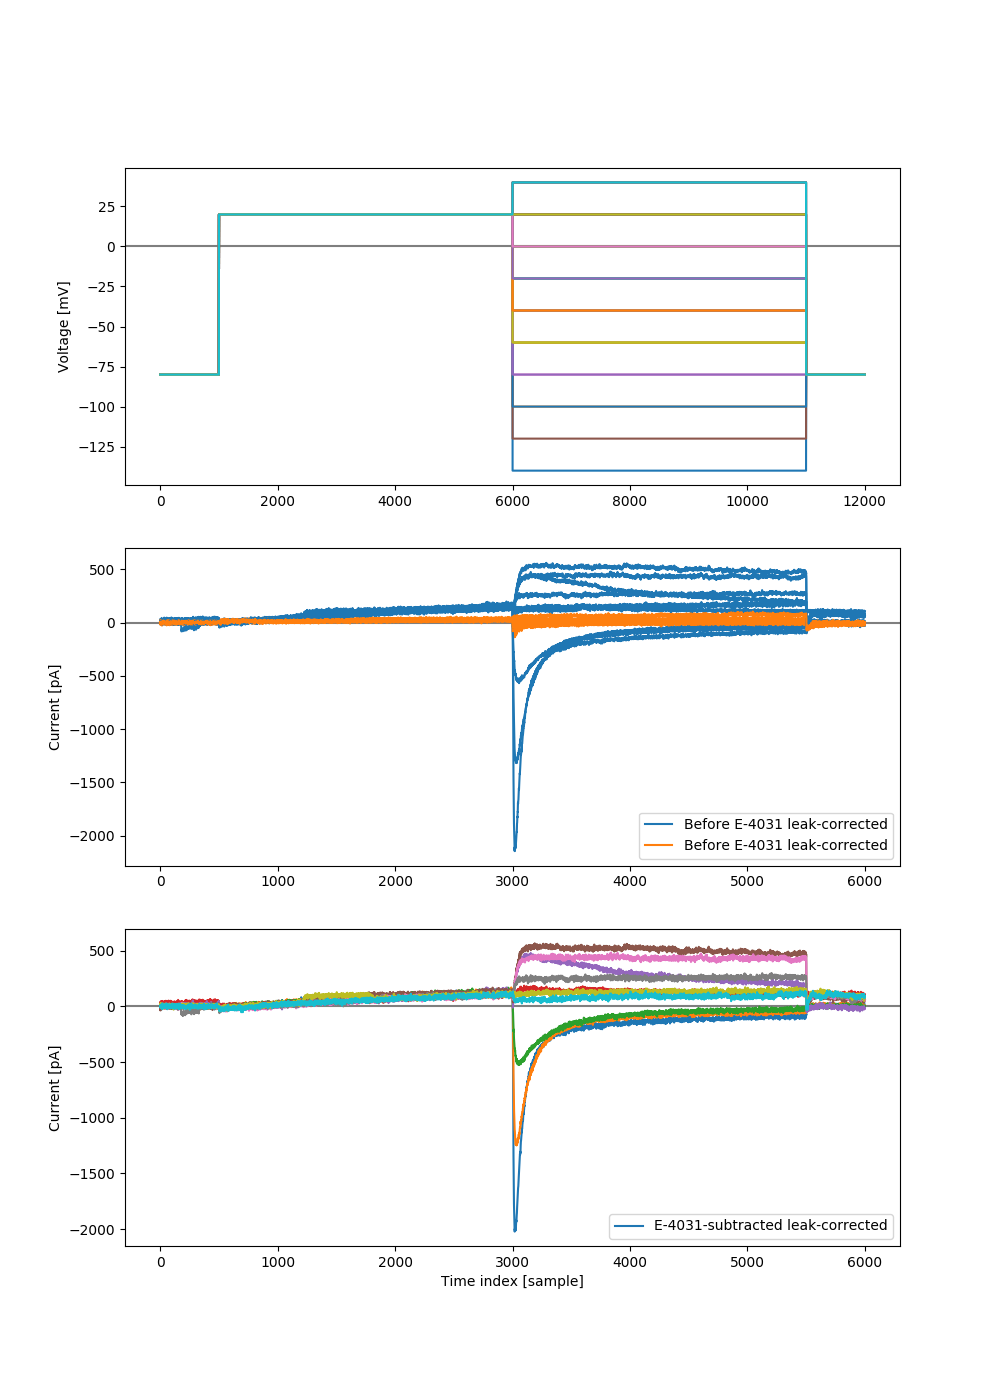 25
0
−25
−50
−75
−100
−125
Voltage [mV]
0 2000 4000 6000 8000 10000 12000
500
0
−500
−1000
−1500
−2000
Current [pA]
Before E-4031 leak-corrected
Before E-4031 leak-corrected
0 1000 2000 3000 4000 5000 6000
500
0
−500
−1000
−1500
−2000
Current [pA]
E-4031-subtracted leak-corrected
0 1000 2000 3000 4000 5000 6000
Time index [sample]